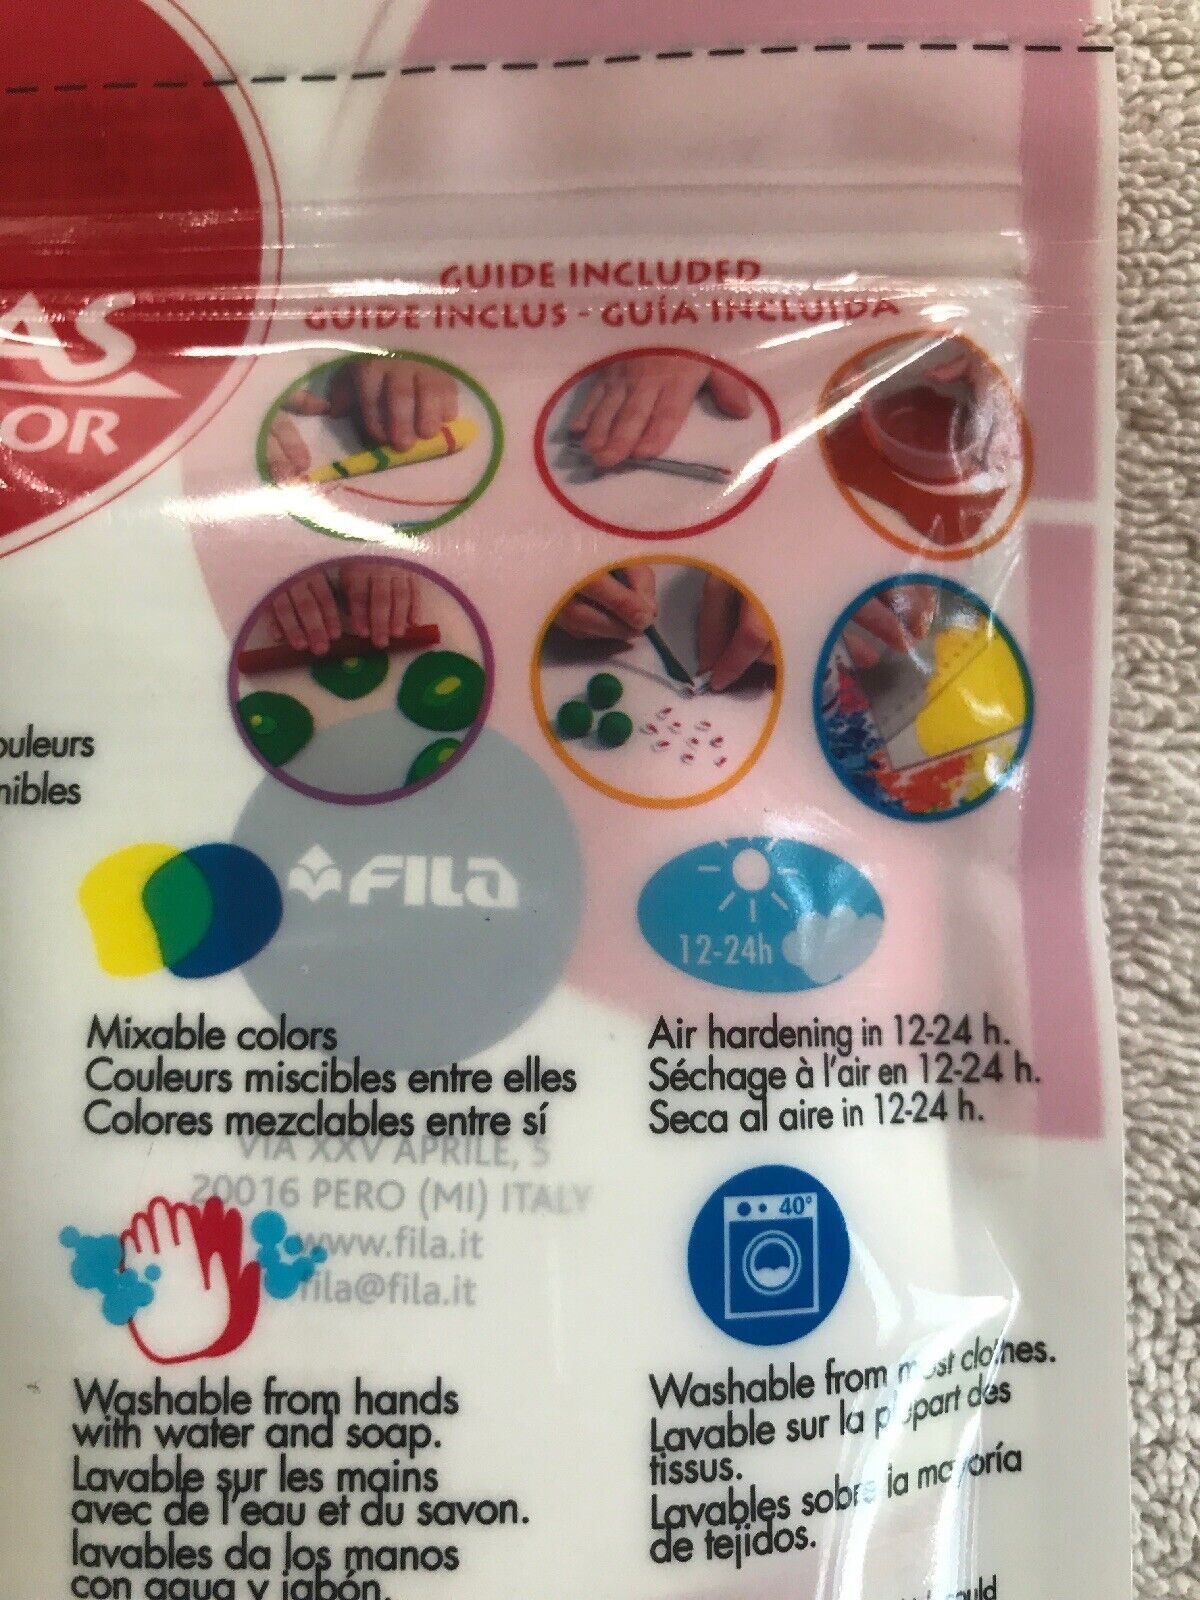 GUIDE INCLUDED
GUIDE INCLUS - GUÍA INCLUIDA
AS
OR
ouleurs
nibles
FILA
12-24h
Mixable colors
Couleurs miscibles entre elles
Colores mezclables entre sí
Air hardening in 12-24 h.
Séchage à l'air en 12-24 h.
Seca al aire in 12-24 h.
VIA XXV APRILE, 5
20016 PERO (MI) ITALY
www.fila.it
fila@fila.it
40°
Washable from hands
with water and soap.
Lavable sur les mains
avec de l'eau et du savon.
lavables da los manos
con agua y jabón.
Washable from most clothes.
Lavable sur la plupart des
tissus.
Lavables sobre la mayoría
de tejidos.